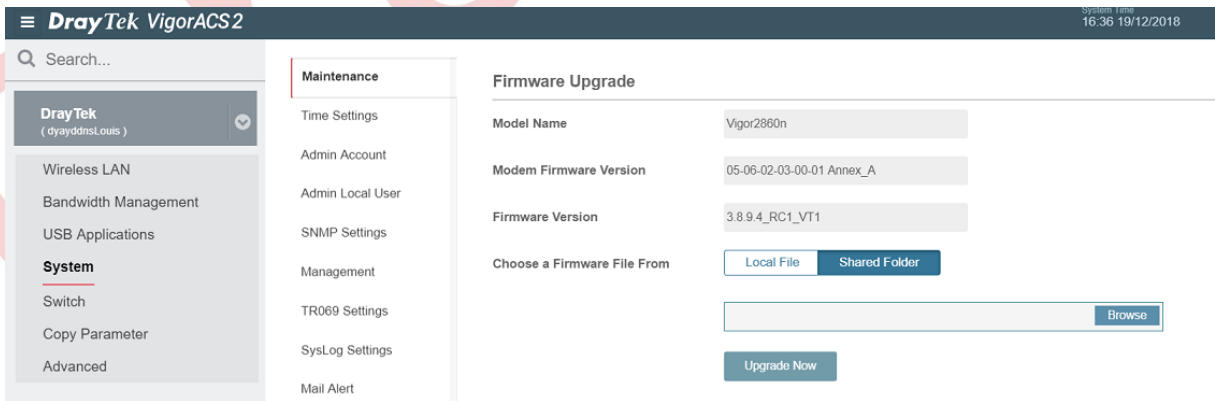 ≡ DrayTek VigorACS 2
System Time
16:36 19/12/2018
Search...
DrayTek
( dyayddnsLouis )
Wireless LAN
Bandwidth Management
USB Applications
System
Switch
Copy Parameter
Advanced
Maintenance
Time Settings
Admin Account
Admin Local User
SNMP Settings
Management
TR069 Settings
SysLog Settings
Mail Alert
Firmware Upgrade
Model Name Vigor2860n
Modem Firmware Version 05-06-02-03-00-01 Annex_A
Firmware Version 3.8.9.4_RC1_VT1
Choose a Firmware File From Local File Shared Folder
Browse
Upgrade Now